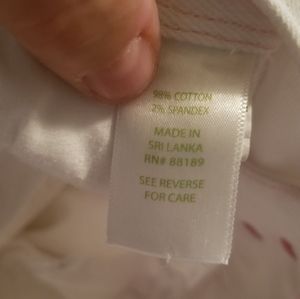 98% COTTON
2% SPANDEX
MADE IN
SRI LANKA
RN# 88189
SEE REVERSE
FOR CARE